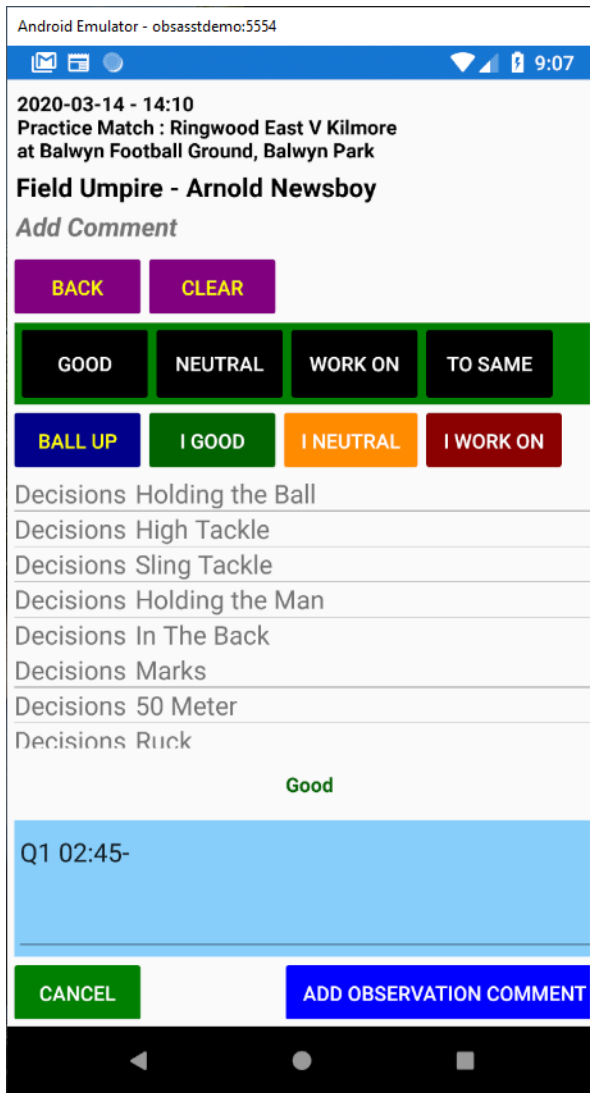 Android Emulator - obsasstdemo:5554
9:07
2020-03-14 - 14:10
Practice Match : Ringwood East V Kilmore
at Balwyn Football Ground, Balwyn Park
Field Umpire - Arnold Newsboy
Add Comment
BACK CLEAR
GOOD NEUTRAL WORK ON TO SAME
BALL UP I GOOD I NEUTRAL I WORK ON
Decisions Holding the Ball
Decisions High Tackle
Decisions Sling Tackle
Decisions Holding the Man
Decisions In The Back
Decisions Marks
Decisions 50 Meter
Decisions Ruck
Good
Q1 02:45-
CANCEL ADD OBSERVATION COMMENT